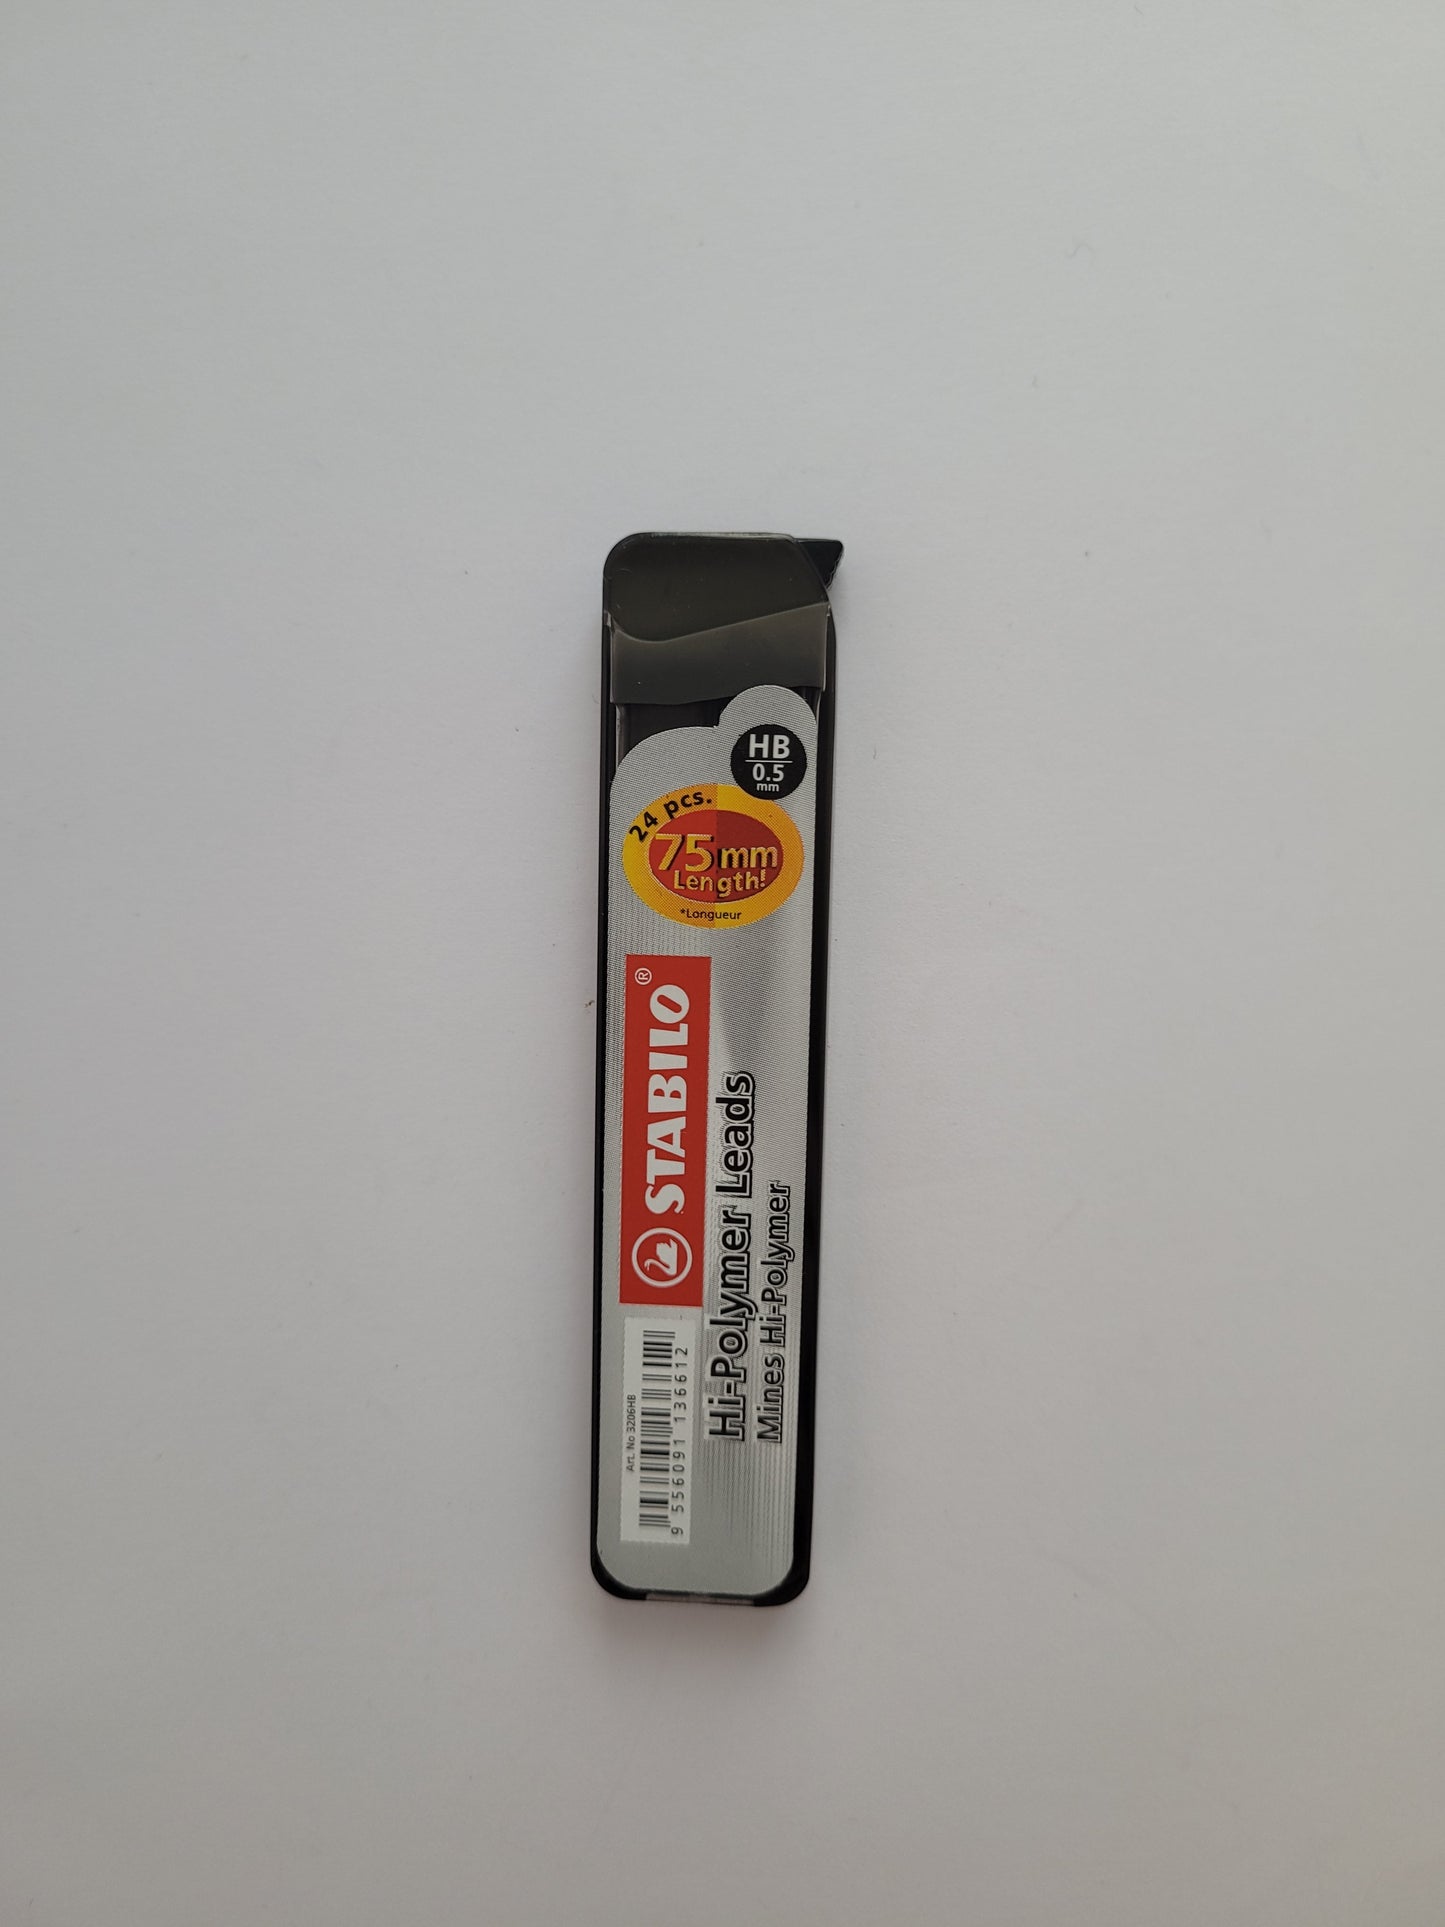 HB
0.5
mm
24 pcs.
75mm
Length!
*Longueur
STABILO®
Hi-Polymer Leads
Mines Hi-Polymer
Art. No 3206HB
9 556091 136612